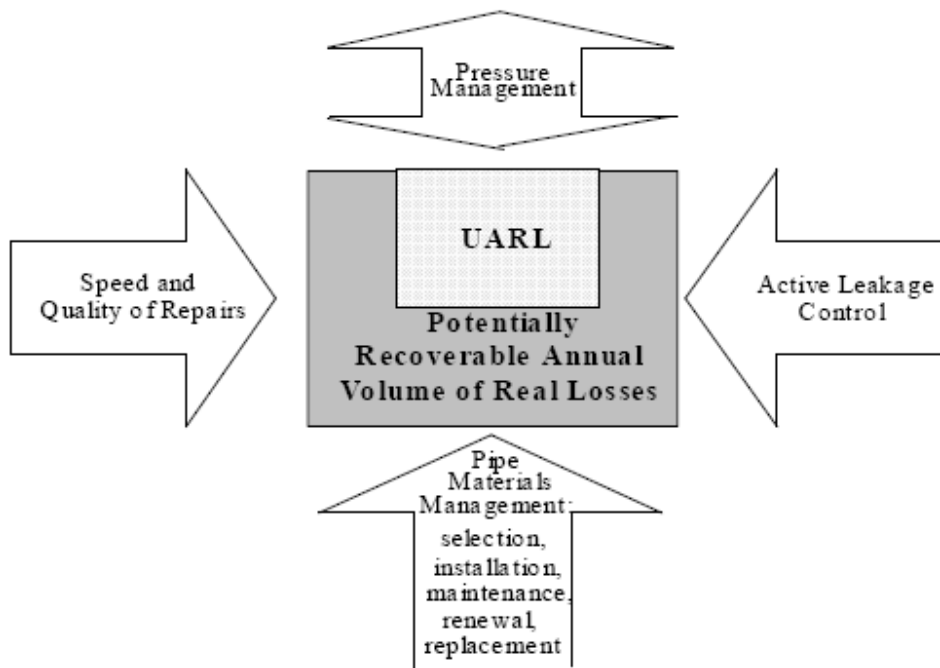 Pressure
Management
UARL
Speed and
Quality of Repairs
Active Leakage
Control
Potentially
Recoverable Annual
Volume of Real Losses
Pipe
Materials
Management:
selection,
installation,
maintenance,
renewal,
replacement